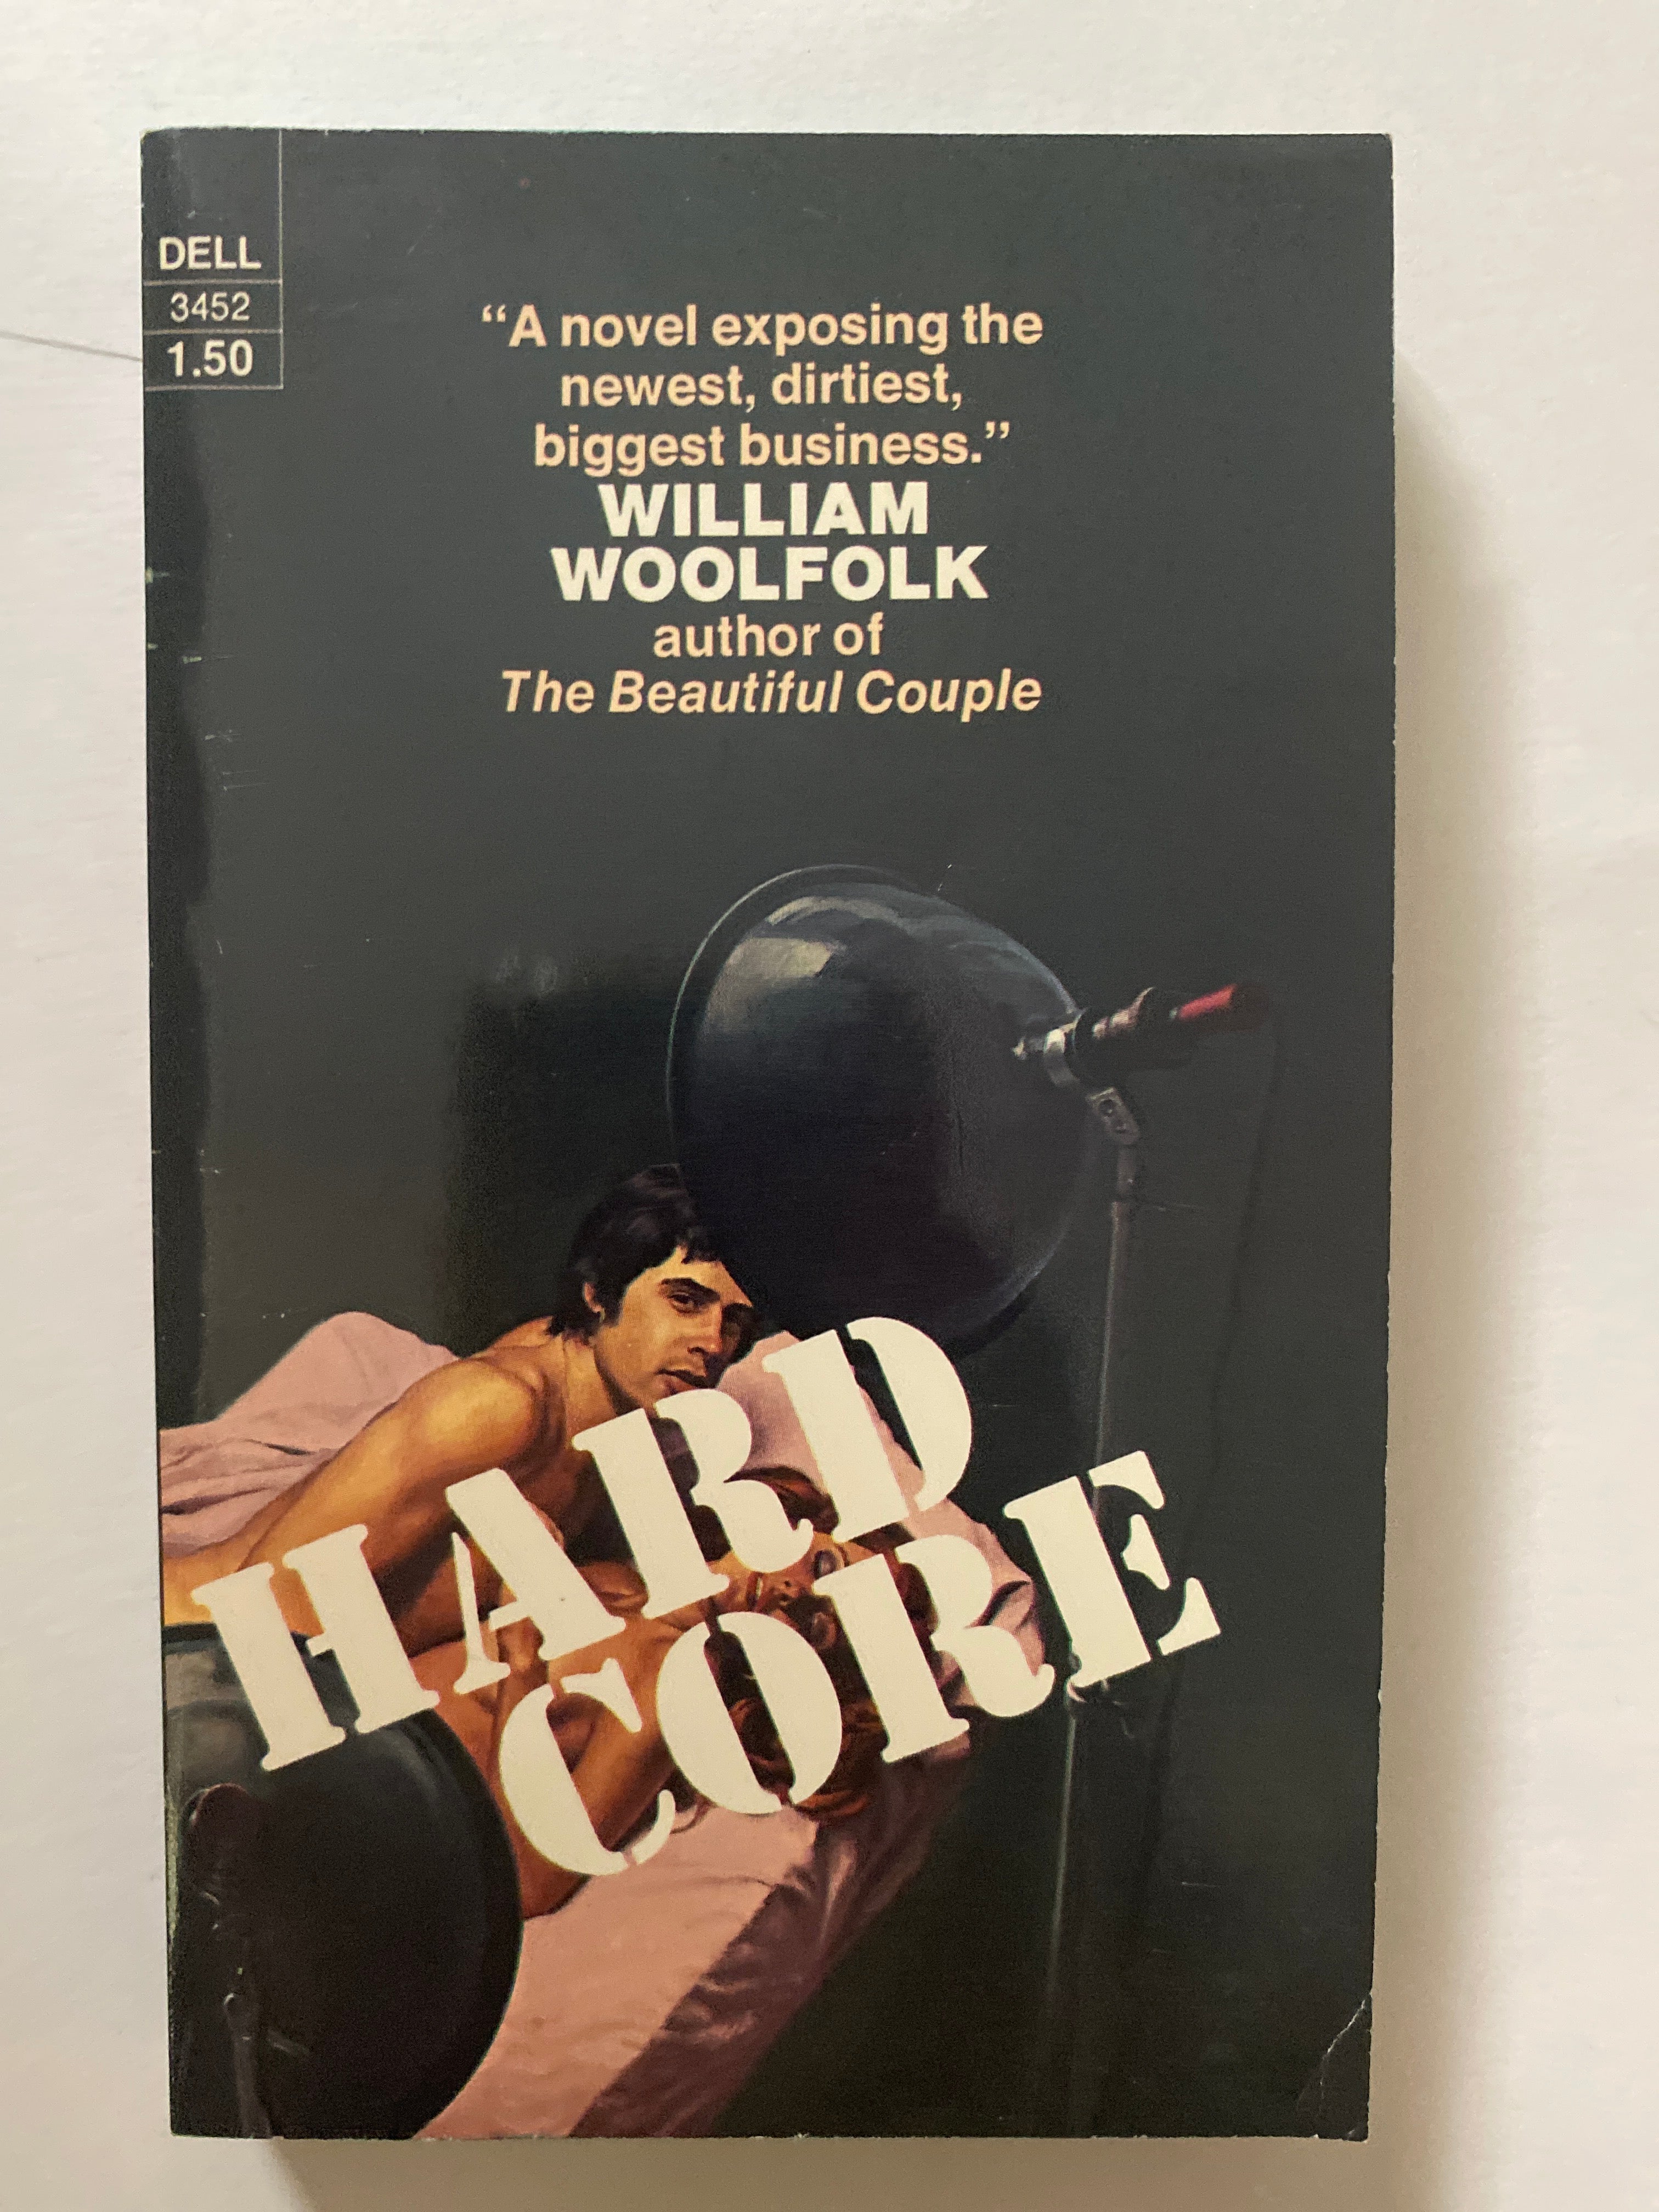 DELL
3452
1.50
“A novel exposing the
newest, dirtiest,
biggest business.”
WILLIAM
WOOLFOLK
author of
The Beautiful Couple
HARD
CORE